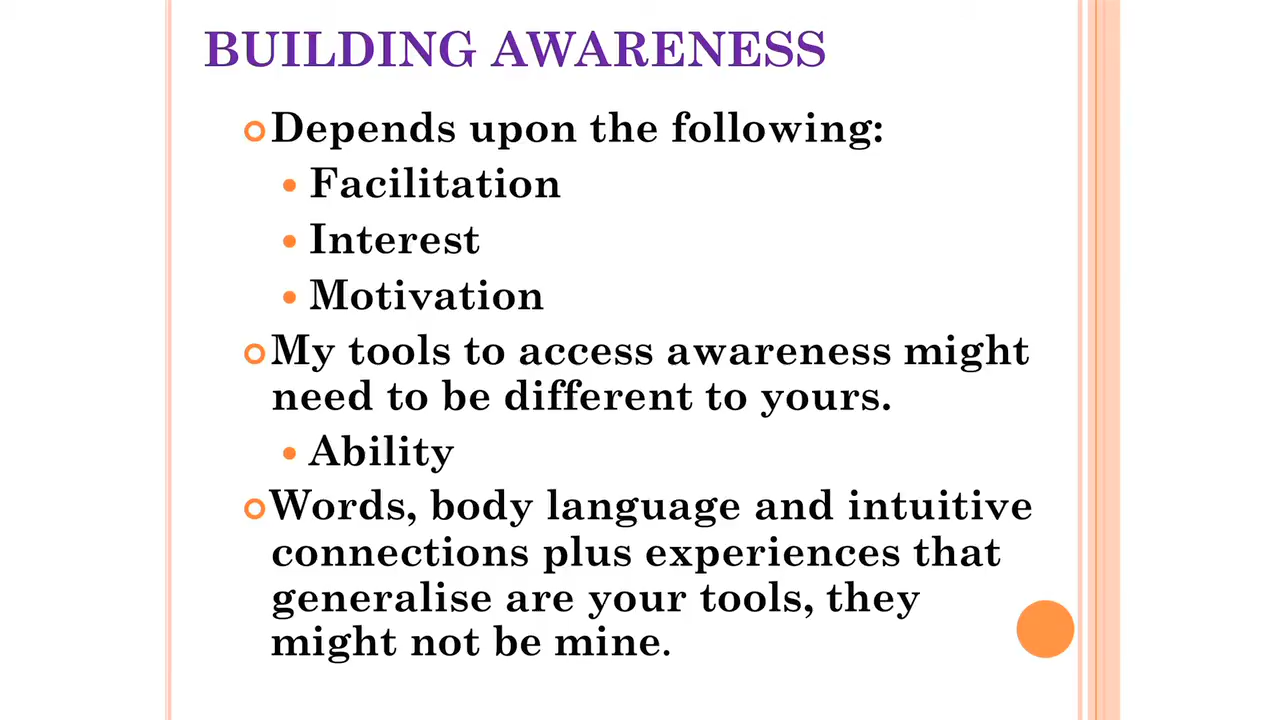 BUILDING AWARENESS
Depends upon the following:
Facilitation
Interest
Motivation
My tools to access awareness might
need to be different to yours.
Ability
Words, body language and intuitive
connections plus experiences that
generalise are your tools, they
might not be mine.